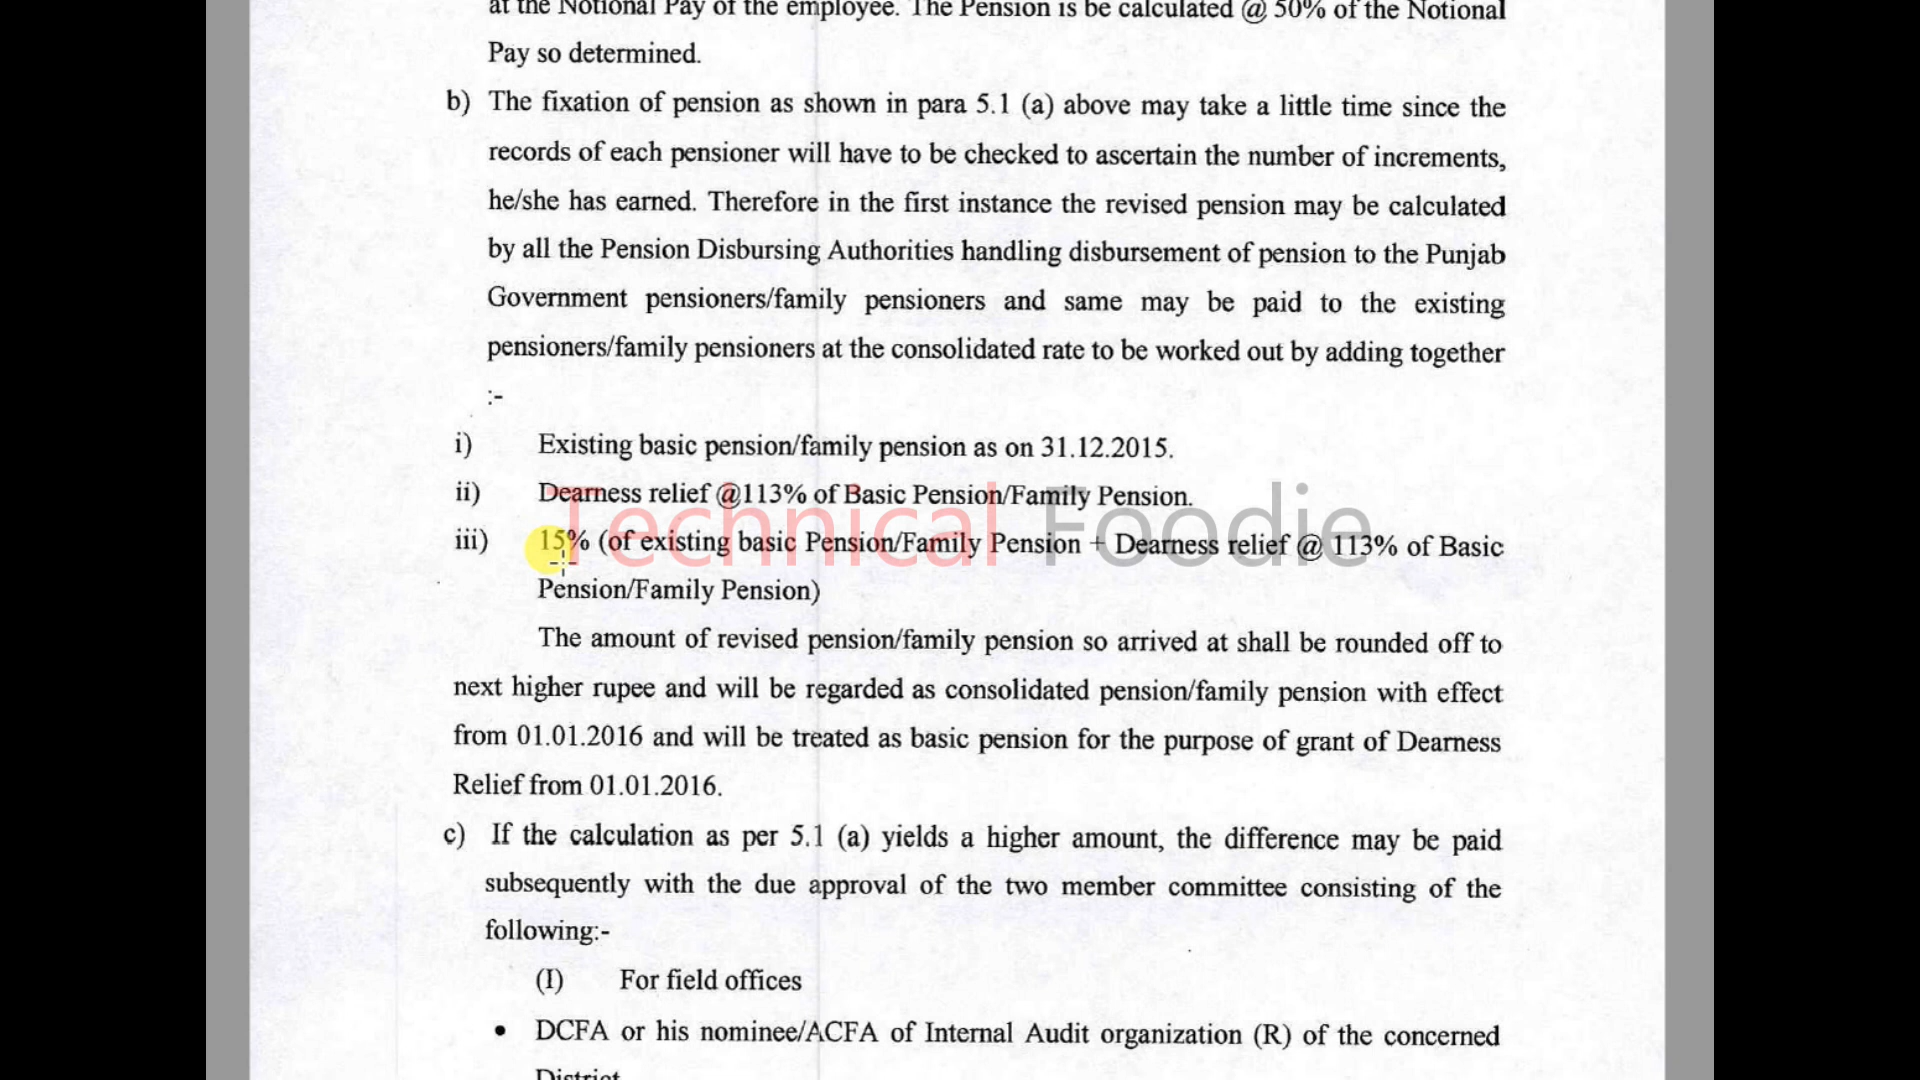 at the Notional Pay of the employee. The Pension is be calculated @ 50% of the Notional
Pay so determined.
b) The fixation of pension as shown in para 5.1 (a) above may take a little time since the
records of each pensioner will have to be checked to ascertain the number of increments,
he/she has earned. Therefore in the first instance the revised pension may be calculated
by all the Pension Disbursing Authorities handling disbursement of pension to the Punjab
Government pensioners/family pensioners and same may be paid to the existing
pensioners/family pensioners at the consolidated rate to be worked out by adding together
:-
i) Existing basic pension/family pension as on 31.12.2015.
ii) Dearness relief @113% of Basic Pension/Family Pension.
Technical Foodie
iii) 15% (of existing basic Pension/Family Pension + Dearness relief @ 113% of Basic
Pension/Family Pension)
The amount of revised pension/family pension so arrived at shall be rounded off to
next higher rupee and will be regarded as consolidated pension/family pension with effect
from 01.01.2016 and will be treated as basic pension for the purpose of grant of Dearness
Relief from 01.01.2016.
c) If the calculation as per 5.1 (a) yields a higher amount, the difference may be paid
subsequently with the due approval of the two member committee consisting of the
following:-
(I) For field offices
• DCFA or his nominee/ACFA of Internal Audit organization (R) of the concerned
District